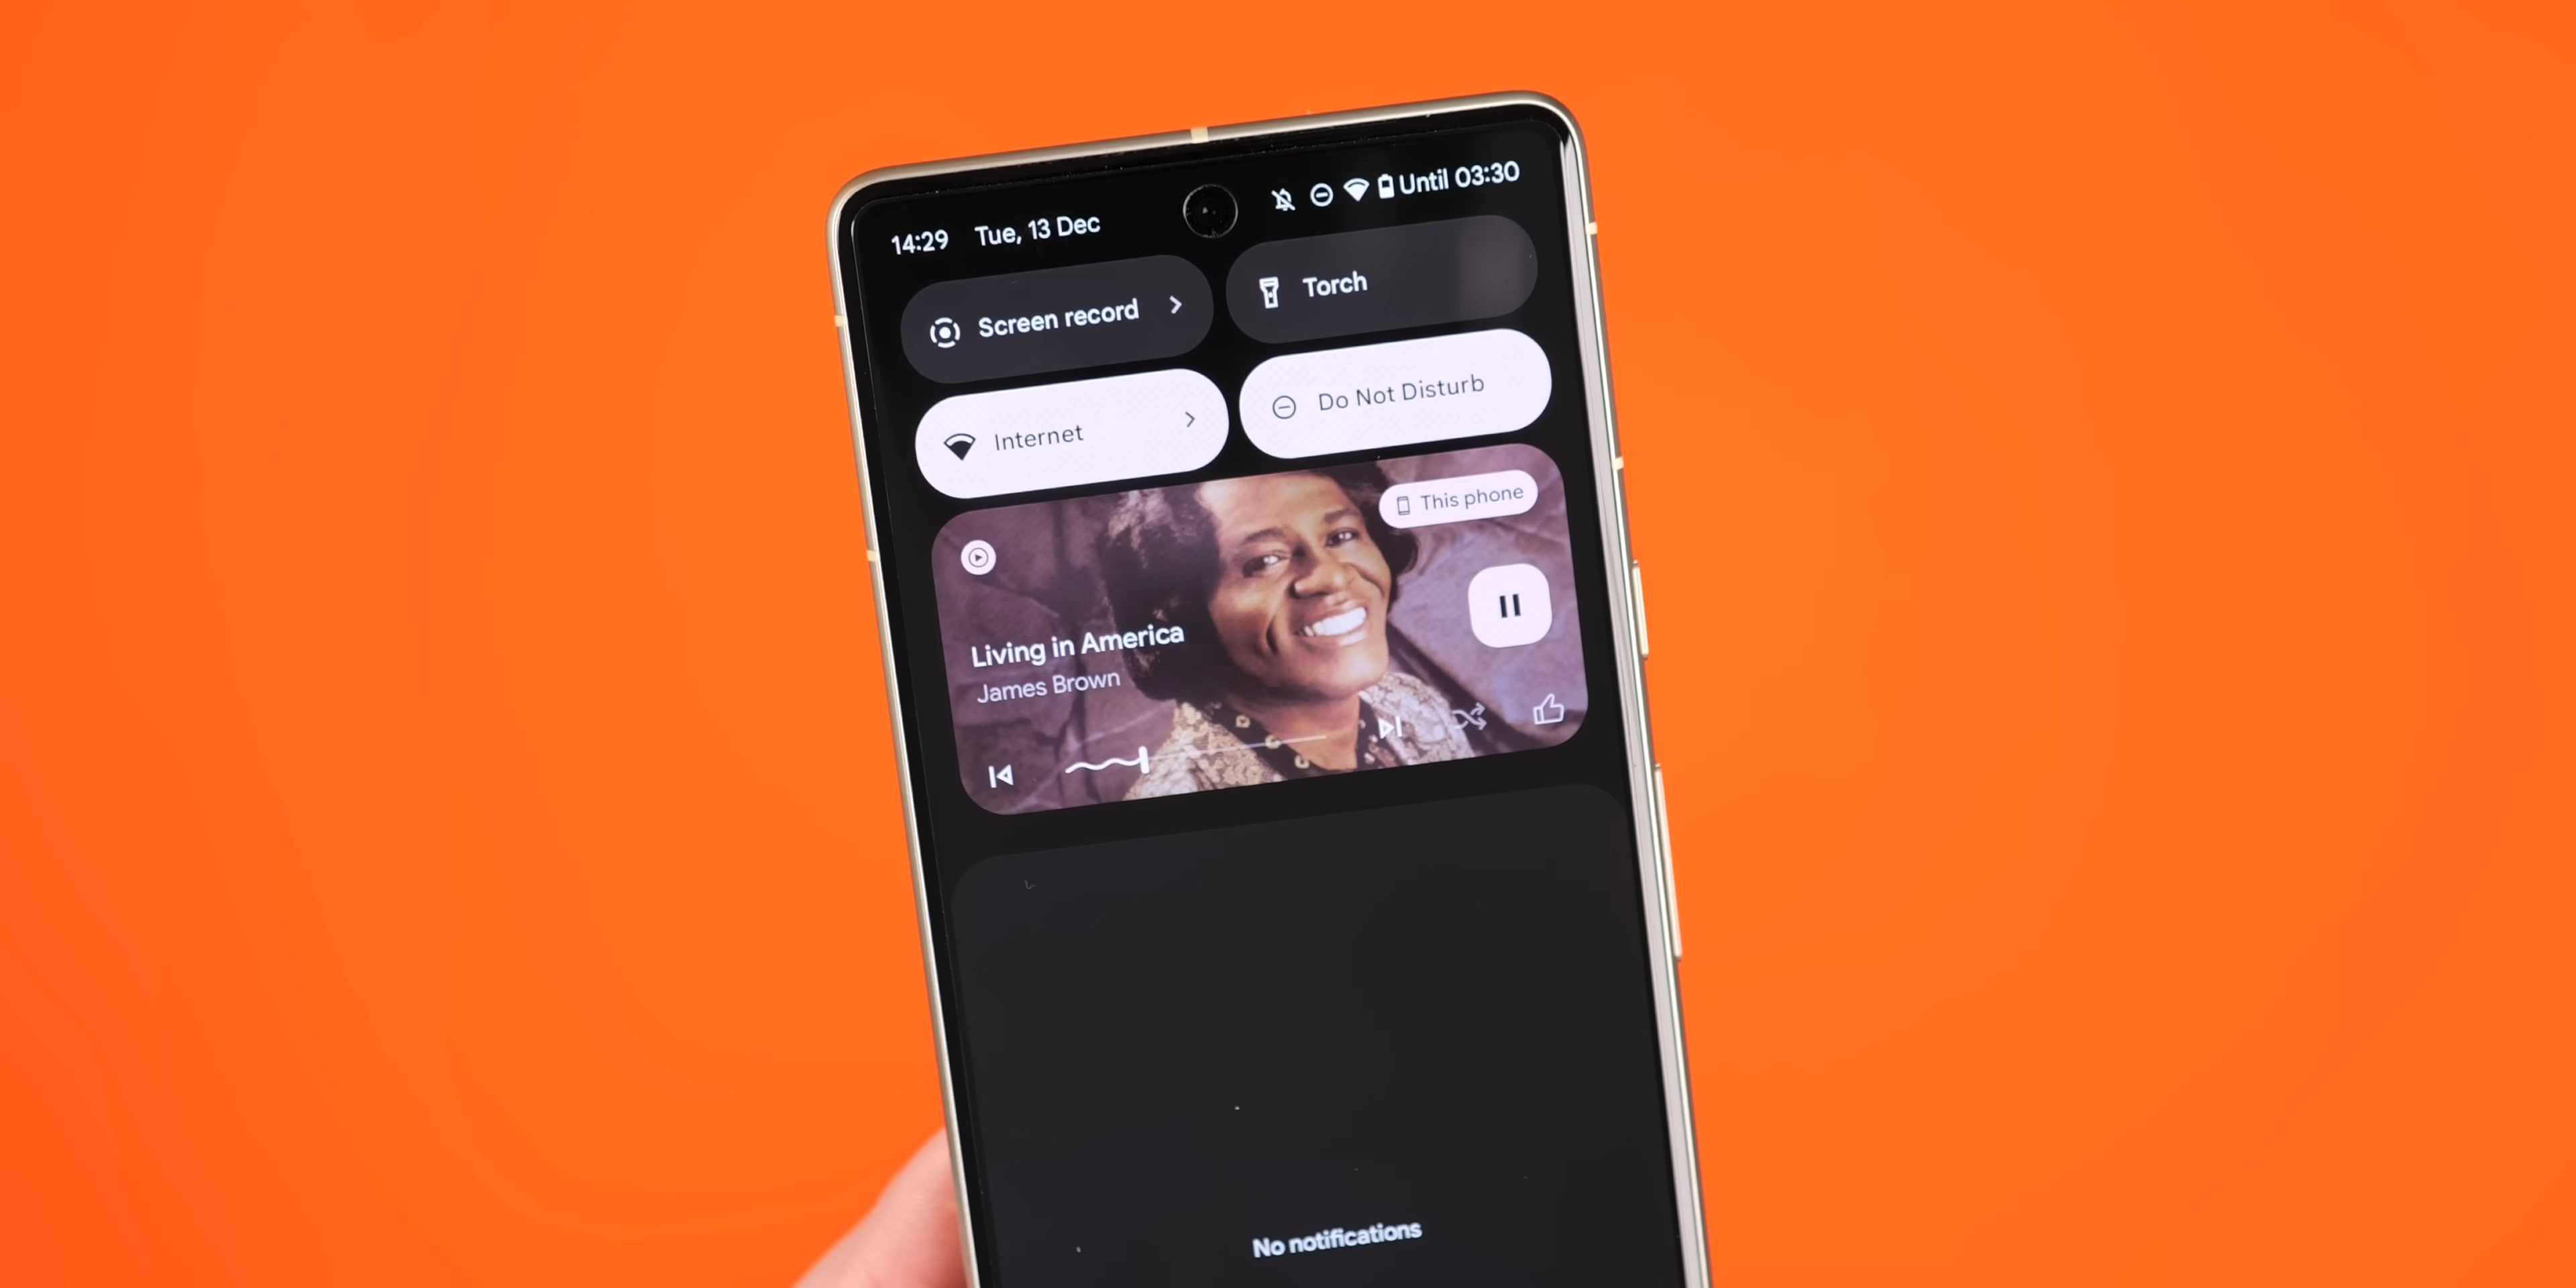 14:29 Tue, 13 Dec Until 03:30
Screen record Torch
Internet Do Not Disturb
This phone
Living in America
James Brown
No notifications